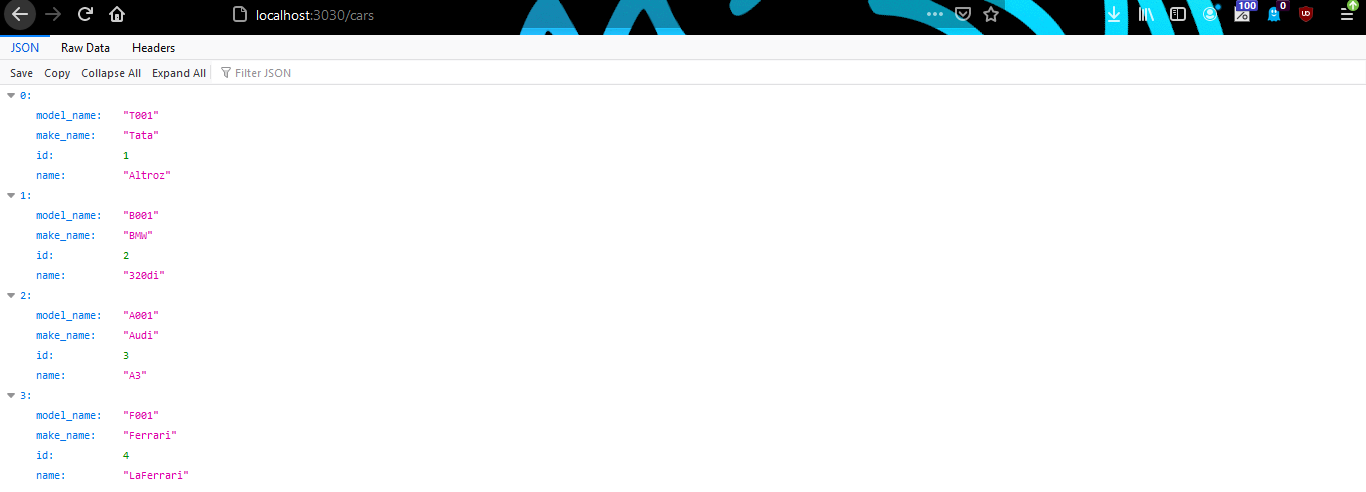 localhost:3030/cars
100
0
JSON Raw Data Headers
Save Copy Collapse All Expand All Filter JSON
0:
model_name: "T001"
make_name: "Tata"
id: 1
name: "Altroz"
1:
model_name: "B001"
make_name: "BMW"
id: 2
name: "320di"
2:
model_name: "A001"
make_name: "Audi"
id: 3
name: "A3"
3:
model_name: "F001"
make_name: "Ferrari"
id: 4
name: "LaFerrari"